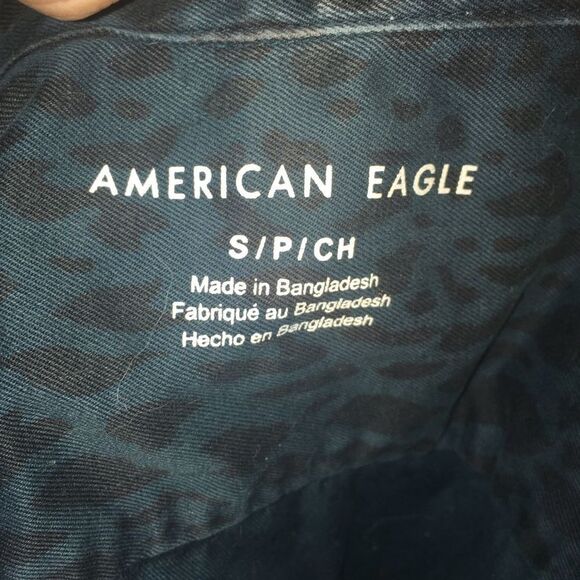 AMERICAN EAGLE
S/P/CH
Made in Bangladesh
Fabriqué au Bangladesh
Hecho en Bangladesh